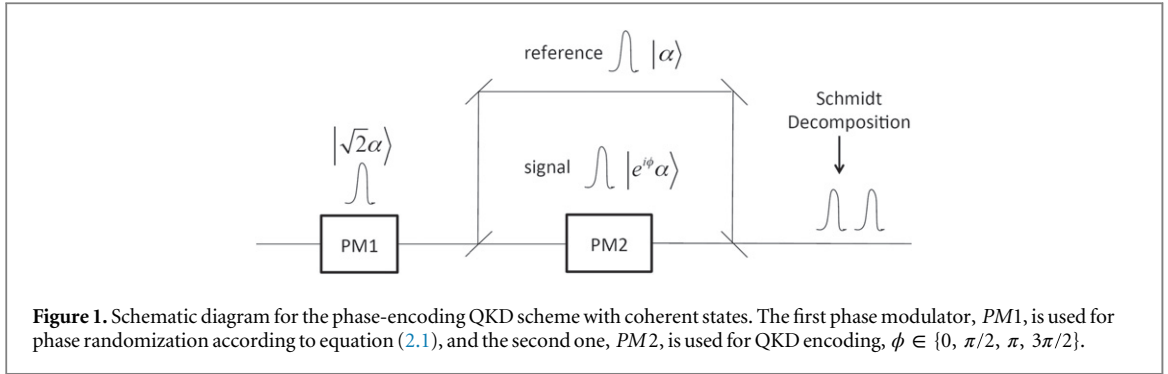 reference |α⟩
Schmidt
Decomposition
|√2α⟩
signal |e^{iϕ}α⟩
PM1
PM2
Figure 1. Schematic diagram for the phase-encoding QKD scheme with coherent states. The first phase modulator, PM1, is used for
phase randomization according to equation (2.1), and the second one, PM2, is used for QKD encoding, ϕ ∈ {0, π/2, π, 3π/2}.